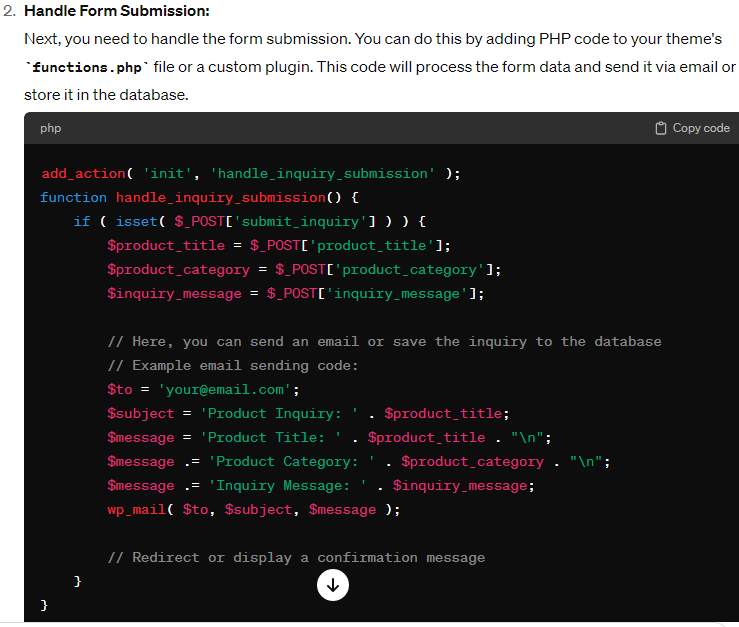 2. Handle Form Submission:
Next, you need to handle the form submission. You can do this by adding PHP code to your theme's
`functions.php` file or a custom plugin. This code will process the form data and send it via email or
store it in the database.
php Copy code
add_action( 'init', 'handle_inquiry_submission' );
function handle_inquiry_submission() {
    if ( isset( $_POST['submit_inquiry'] ) ) {
        $product_title = $_POST['product_title'];
        $product_category = $_POST['product_category'];
        $inquiry_message = $_POST['inquiry_message'];

        // Here, you can send an email or save the inquiry to the database
        // Example email sending code:
        $to = 'your@email.com';
        $subject = 'Product Inquiry: ' . $product_title;
        $message = 'Product Title: ' . $product_title . "\n";
        $message .= 'Product Category: ' . $product_category . "\n";
        $message .= 'Inquiry Message: ' . $inquiry_message;
        wp_mail( $to, $subject, $message );

        // Redirect or display a confirmation message
    }
}